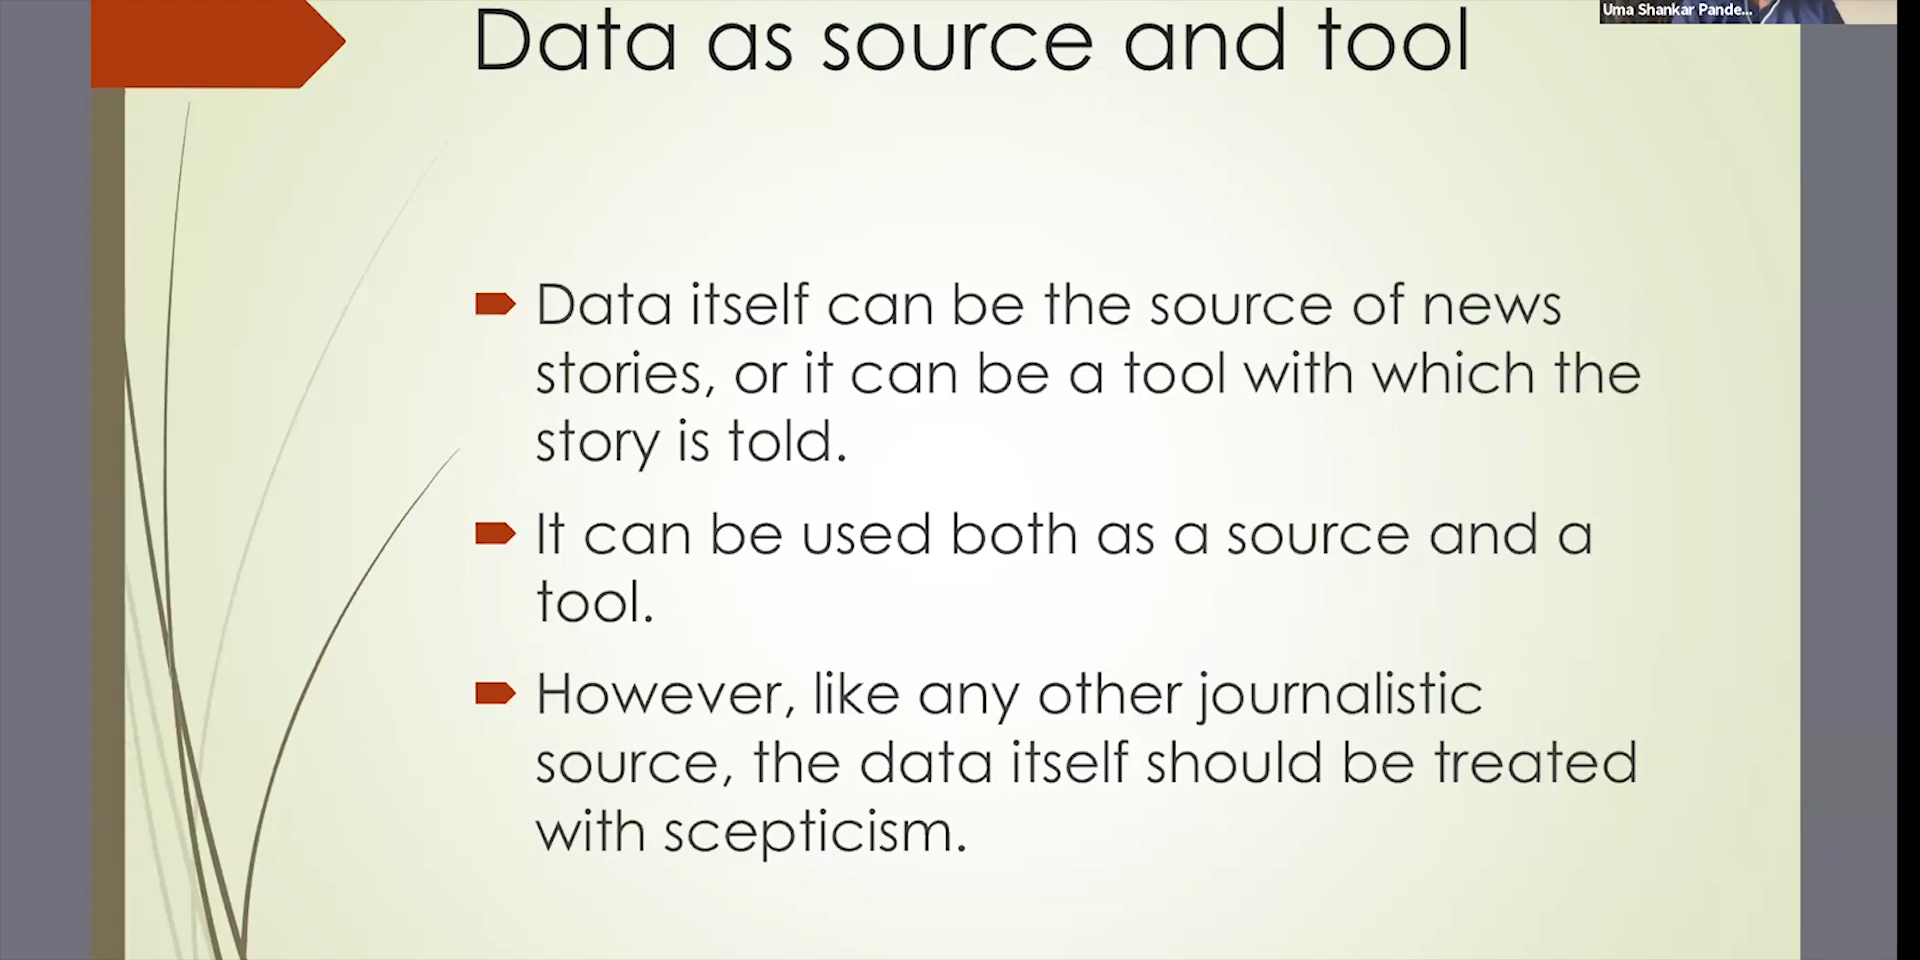 Uma Shankar Pande...
Data as source and tool
Data itself can be the source of news
stories, or it can be a tool with which the
story is told.
It can be used both as a source and a
tool.
However, like any other journalistic
source, the data itself should be treated
with scepticism.